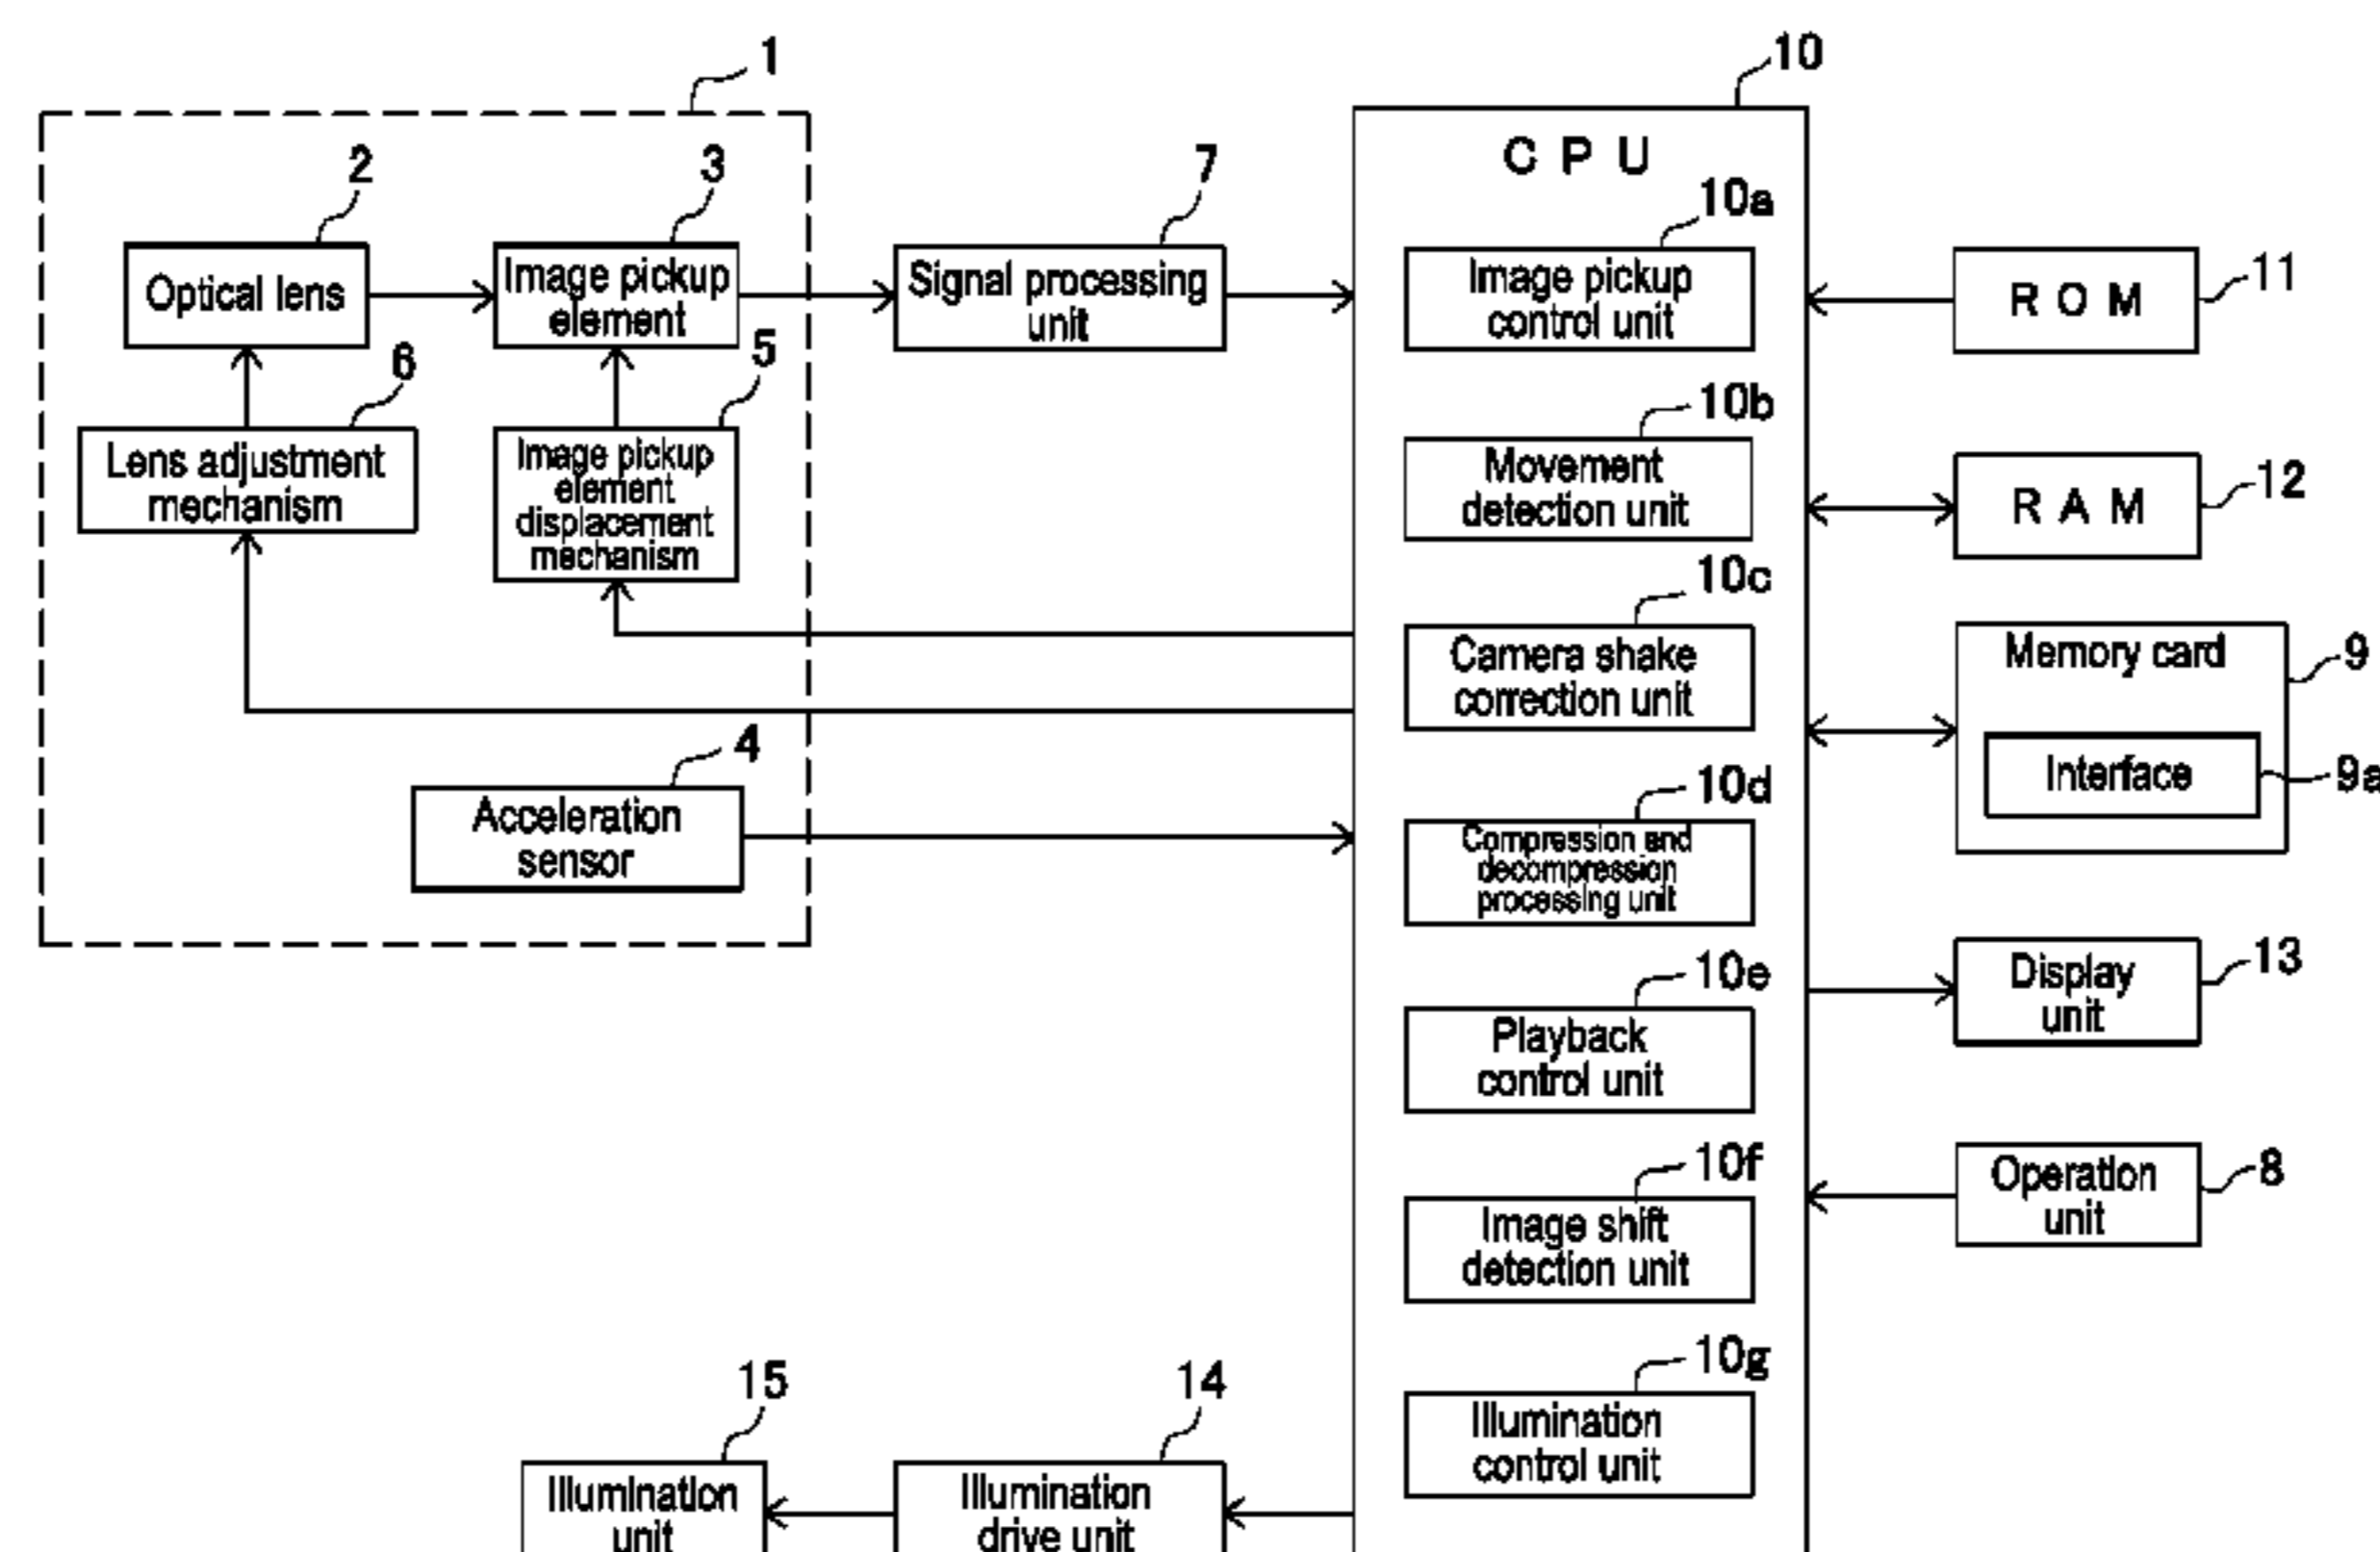 1
10
CPU
2
3
7
10a
Optical lens
Image pickup
element
Signal processing
unit
Image pickup
control unit
ROM
11
6
5
10b
Lens adjustment
mechanism
Image pickup
element
displacement
mechanism
Movement
detection unit
RAM
12
10c
Camera shake
correction unit
Memory card
9
Interface
9a
4
Acceleration
sensor
10d
Compression and
decompression
processing unit
10e
Playback
control unit
Display
unit
13
10f
Image shift
detection unit
Operation
unit
8
10g
Illumination
control unit
15
14
Illumination
unit
Illumination
drive unit